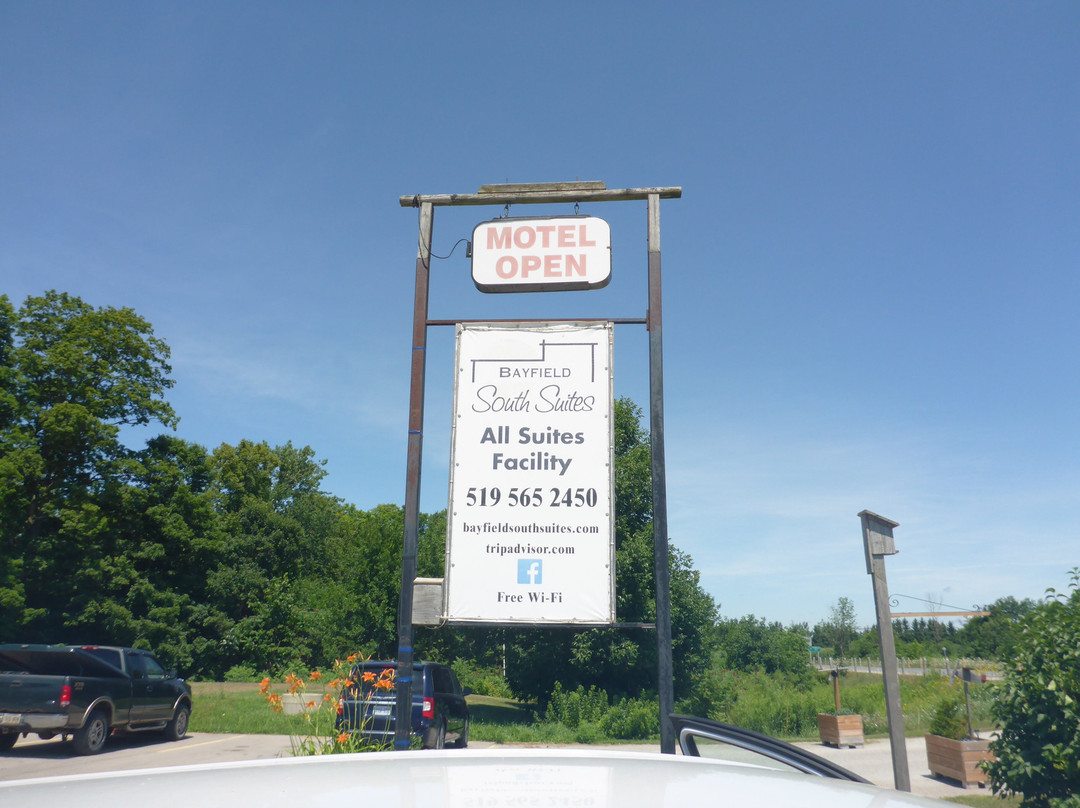 MOTEL
OPEN
BAYFIELD
South Suites
All Suites
Facility
519 565 2450
bayfieldsouthsuites.com
tripadvisor.com
f
Free Wi-Fi